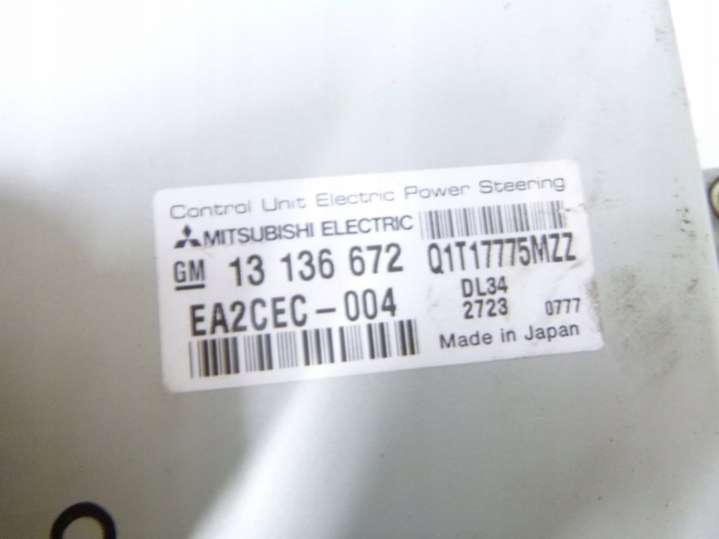 Control Unit Electric Power Steering
MITSUBISHI ELECTRIC
GM 13 136 672 Q1T17775MZZ
EA2CEC-004 DL34
2723 0777
Made in Japan